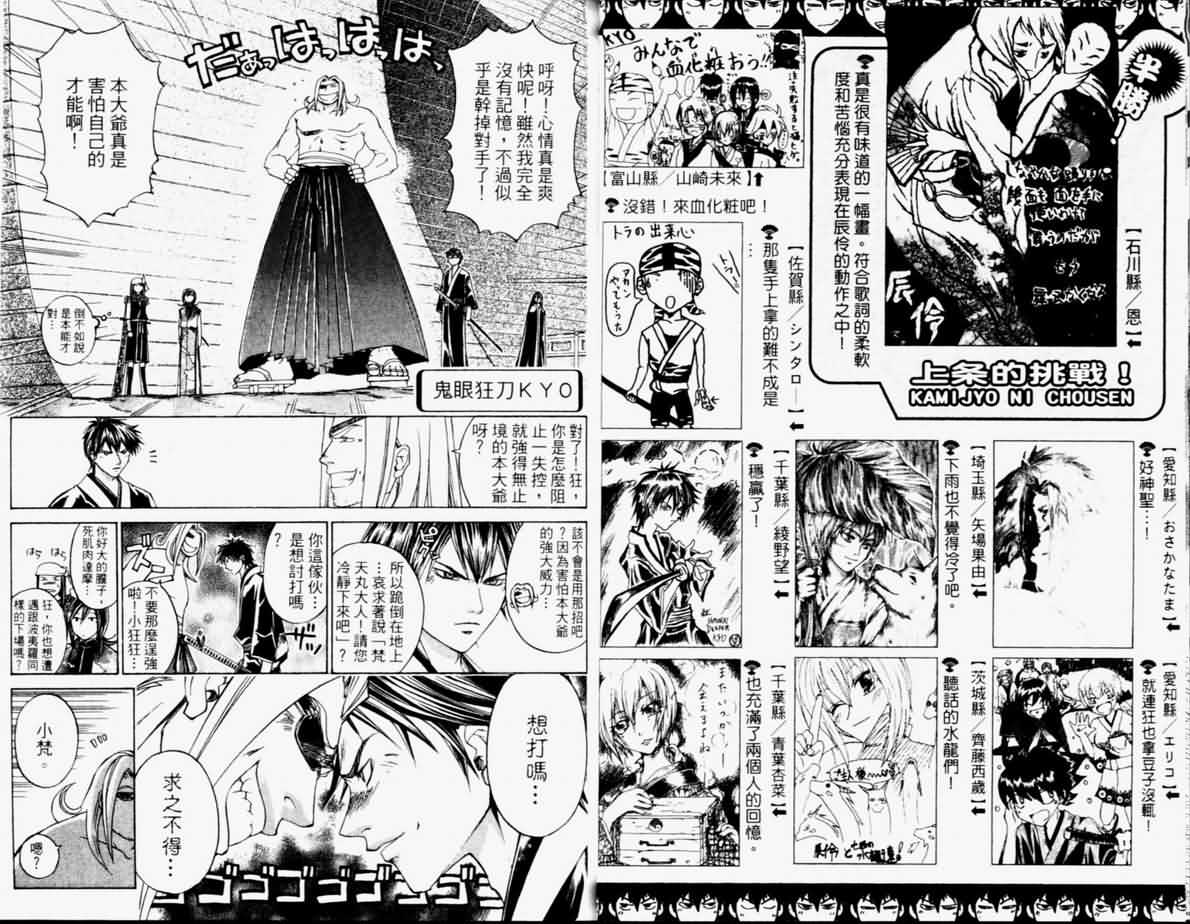 半勝！
【石川縣／恩】
辰伶
上条的挑戰！
KAMIJYO NI CHOUSEN
真是很有味道的一幅畫。符合歌詞的柔軟
度和苦惱充分表現在辰伶的動作之中！
KYO
みんなで
血化粧おう!!
【富山縣／山崎未來】
沒錯！來血化粧吧！
【佐賀縣／シンタロー】
那隻手上拿的難不成是
…
トラの出来心
【愛知縣／おさかなたま】
好神聖…！
【埼玉縣／矢場果由】
下雨也不覺得冷了吧。
【千葉縣 綾野望】
穩贏了！
【愛知縣 エリコ】
就連狂也拿豆子沒輒！
【茨城縣 齊藤西歲】
聽話的水龍們！
【千葉縣 青葉杏菜】
也充滿了兩個人的回憶。
だぁっはっはっはっ
呼呀！心情真是爽
快呢！雖然我完全
沒有記憶，不過似
乎是幹掉對手了！
本大爺真是
害怕自己的
才能啊！
倒不如說
是本能才
對…
鬼眼狂刀KYO
對了！狂，
你是怎麼阻
止一失控，
就強得無止
境的本大爺
呀？
該不會是用那招吧
？因為害怕本大爺
的強大威力…
所以跪倒在地上
…哀求著說「梵
天丸大人！請您
冷靜下來吧」？
你這傢伙…
是想討打嗎
？
不要那麼逞強
啦！小狂狂…
你好大的膽子，
死肌肉達摩…
狂，你也想遭
遇跟波夷羅同
樣的下場嗎？
想打嗎…
求之不得…
ゴゴゴゴゴゴゴ
小梵。
嗯？